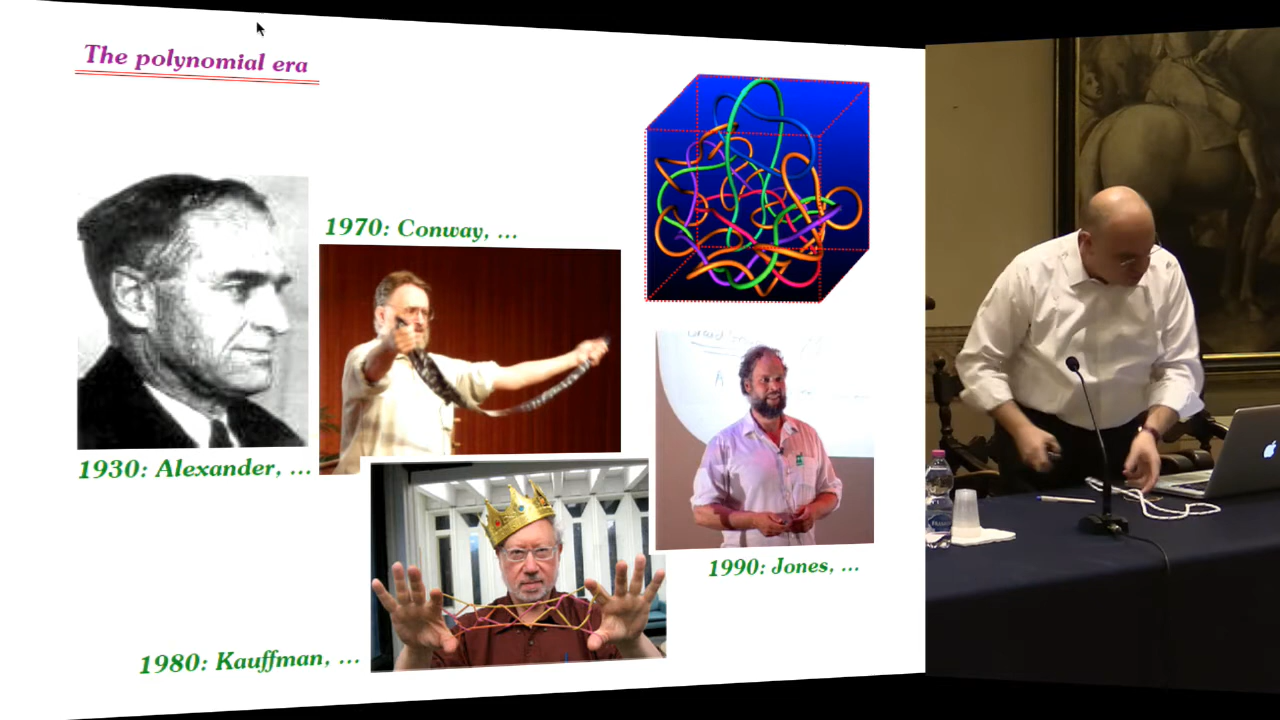 The polynomial era
1970: Conway, ...
1930: Alexander, ...
1990: Jones, ...
1980: Kauffman, ...